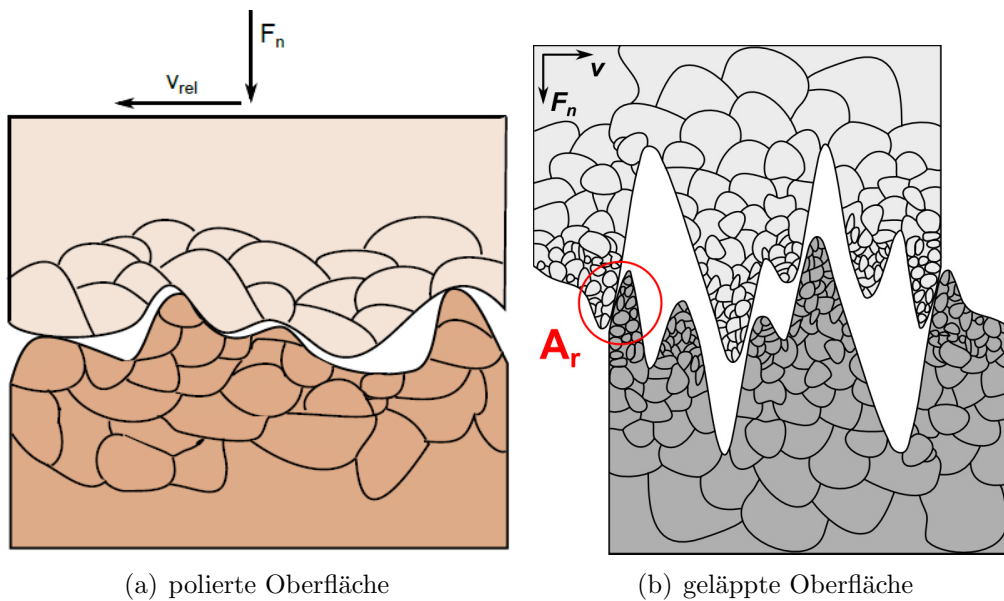 Fn
vrel
v
Fn
Ar
(a) polierte Oberfläche
(b) geläppte Oberfläche